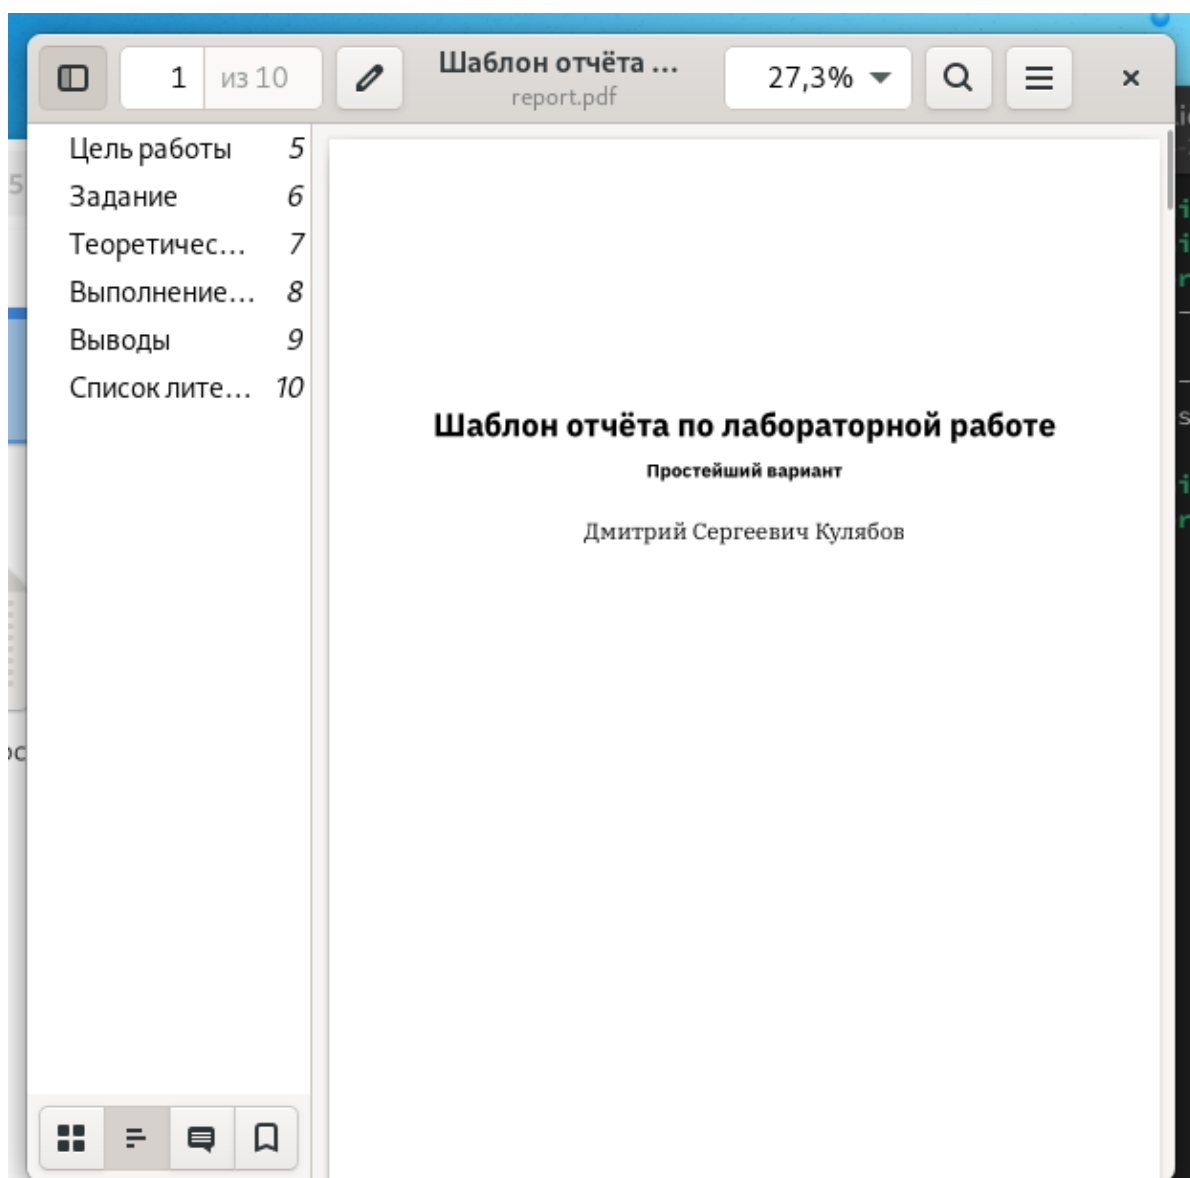 1 из 10
Шаблон отчёта ...
report.pdf
27,3%
Цель работы 5
Задание 6
Теоретичес... 7
Выполнение... 8
Выводы 9
Список лите... 10
Шаблон отчёта по лабораторной работе
Простейший вариант
Дмитрий Сергеевич Кулябов